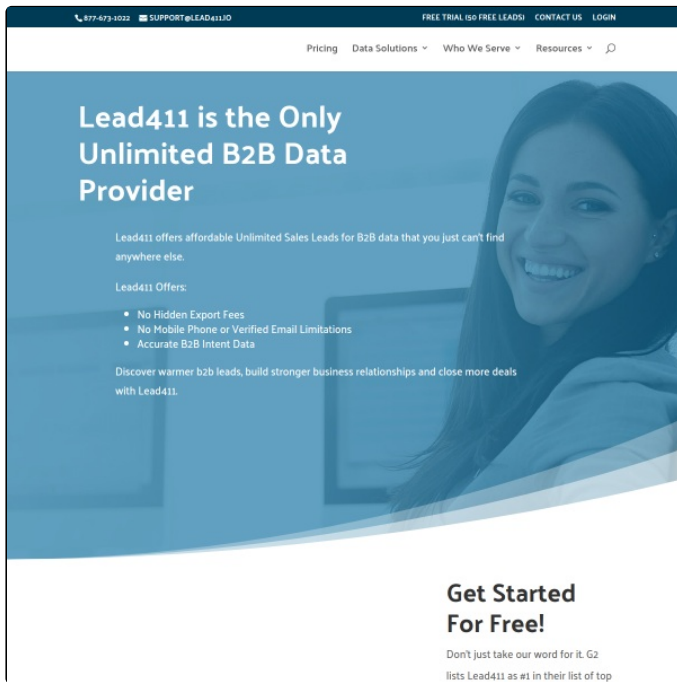 877-673-1022 SUPPORT@LEAD411.IO FREE TRIAL (50 FREE LEADS) CONTACT US LOGIN
Pricing Data Solutions Who We Serve Resources
Lead411 is the Only
Unlimited B2B Data
Provider
Lead411 offers affordable Unlimited Sales Leads for B2B data that you just can't find
anywhere else.
Lead411 Offers:
No Hidden Export Fees
No Mobile Phone or Verified Email Limitations
Accurate B2B Intent Data
Discover warmer b2b leads, build stronger business relationships and close more deals
with Lead411.
Get Started
For Free!
Don't just take our word for it. G2
lists Lead411 as #1 in their list of top